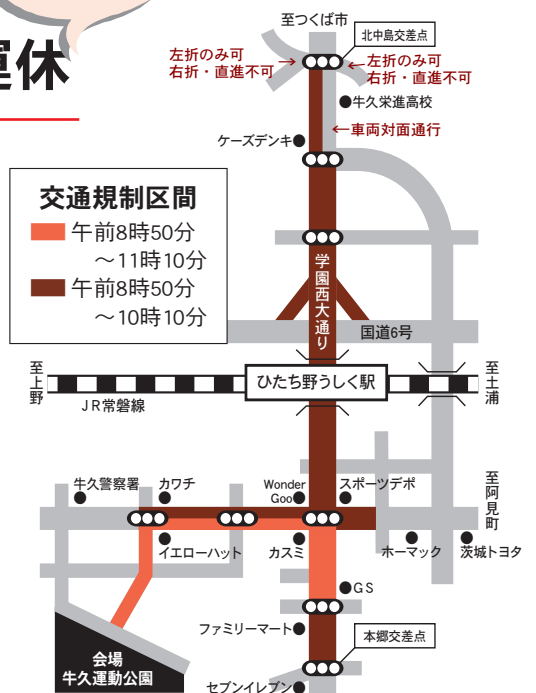 運休
至つくば市
北中島交差点
左折のみ可
右折・直進不可
左折のみ可
右折・直進不可
牛久栄進高校
車両対面通行
ケーズデンキ
交通規制区間
午前8時50分
～11時10分
午前8時50分
～10時10分
学園西大通り
国道6号
至上野
ひたち野うしく駅
至土浦
JR常磐線
牛久警察署
カワチ
Wonder
Goo
スポーツデポ
至阿見町
イエローハット
カスミ
ホーマック
茨城トヨタ
GS
ファミリーマート
本郷交差点
会場
牛久運動公園
セブンイレブン